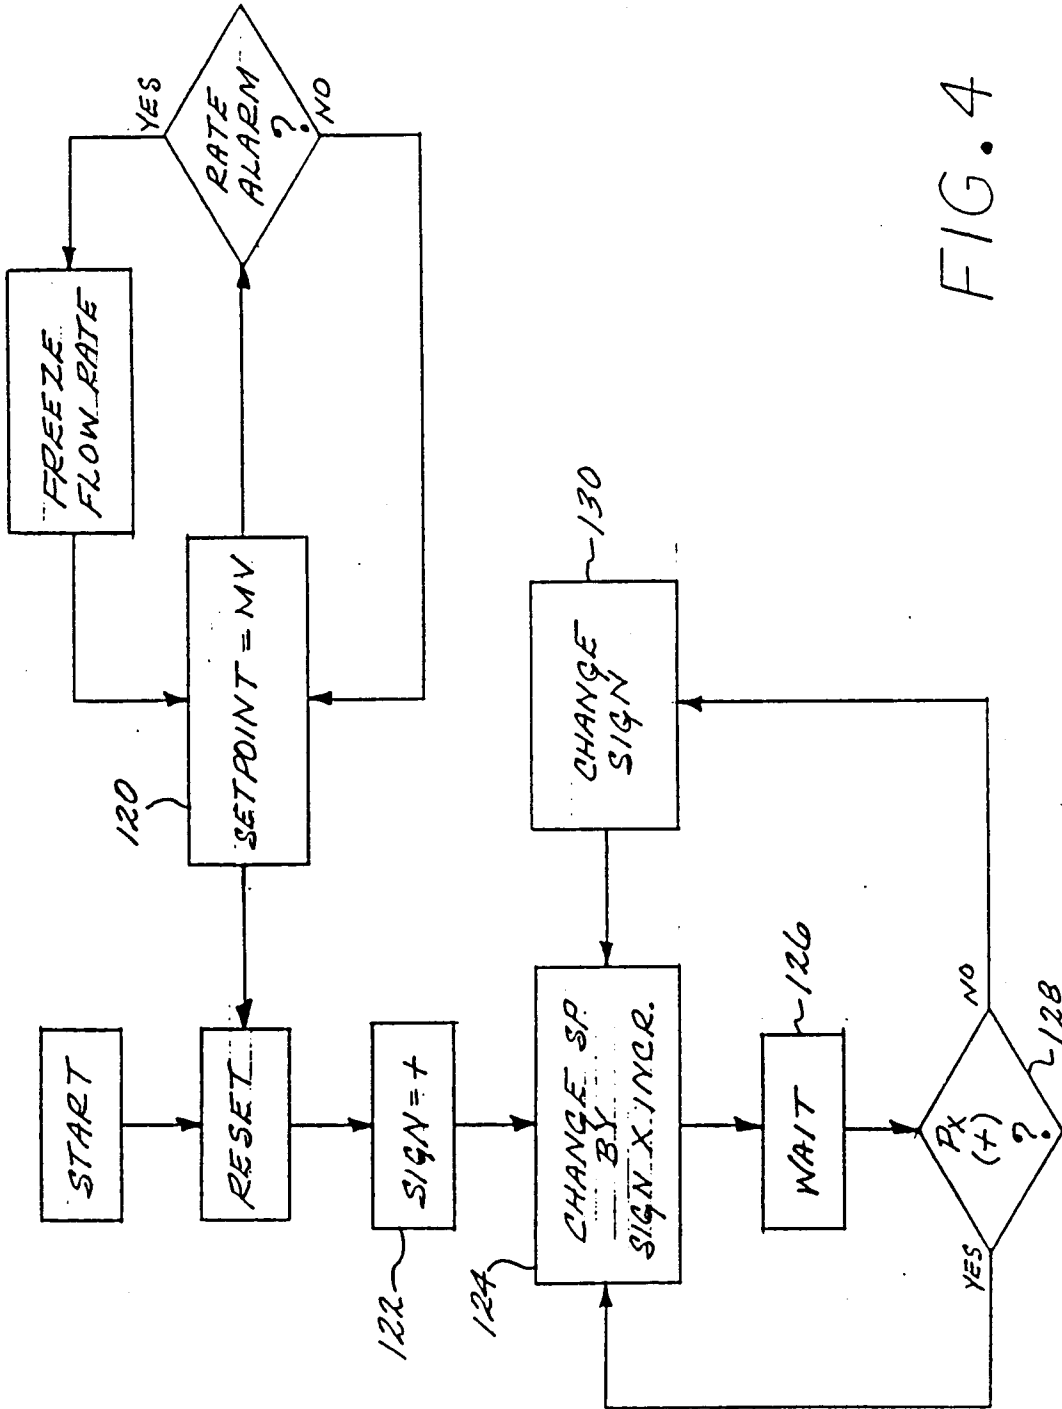 START
RESET
SIGN = +
122
CHANGE SP.
BY
SIGN X INCR.
124
WAIT
126
PX
(+)
?
128
YES
NO
CHANGE
SIGN
130
SETPOINT = MV
120
FREEZE
FLOW RATE
RATE
ALARM
?
YES
NO
FIG. 4